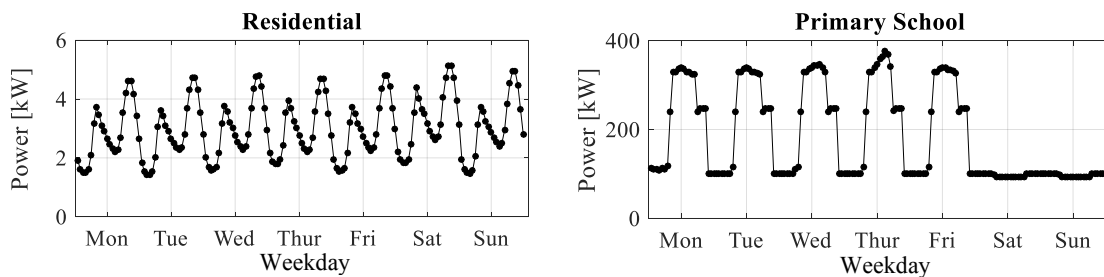 Residential
Power [kW]
6
4
2
0
Mon Tue Wed Thur Fri Sat Sun
Weekday
Primary School
Power [kW]
400
200
0
Mon Tue Wed Thur Fri Sat Sun
Weekday